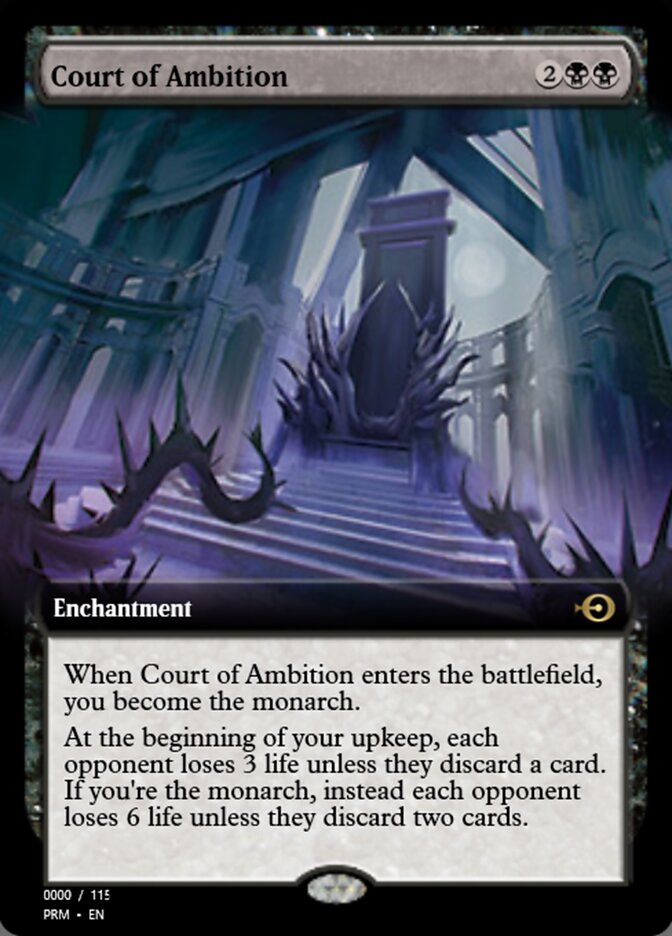 Court of Ambition 2
Enchantment
When Court of Ambition enters the battlefield,
you become the monarch.
At the beginning of your upkeep, each
opponent loses 3 life unless they discard a card.
If you're the monarch, instead each opponent
loses 6 life unless they discard two cards.
0000 / 115
PRM • EN